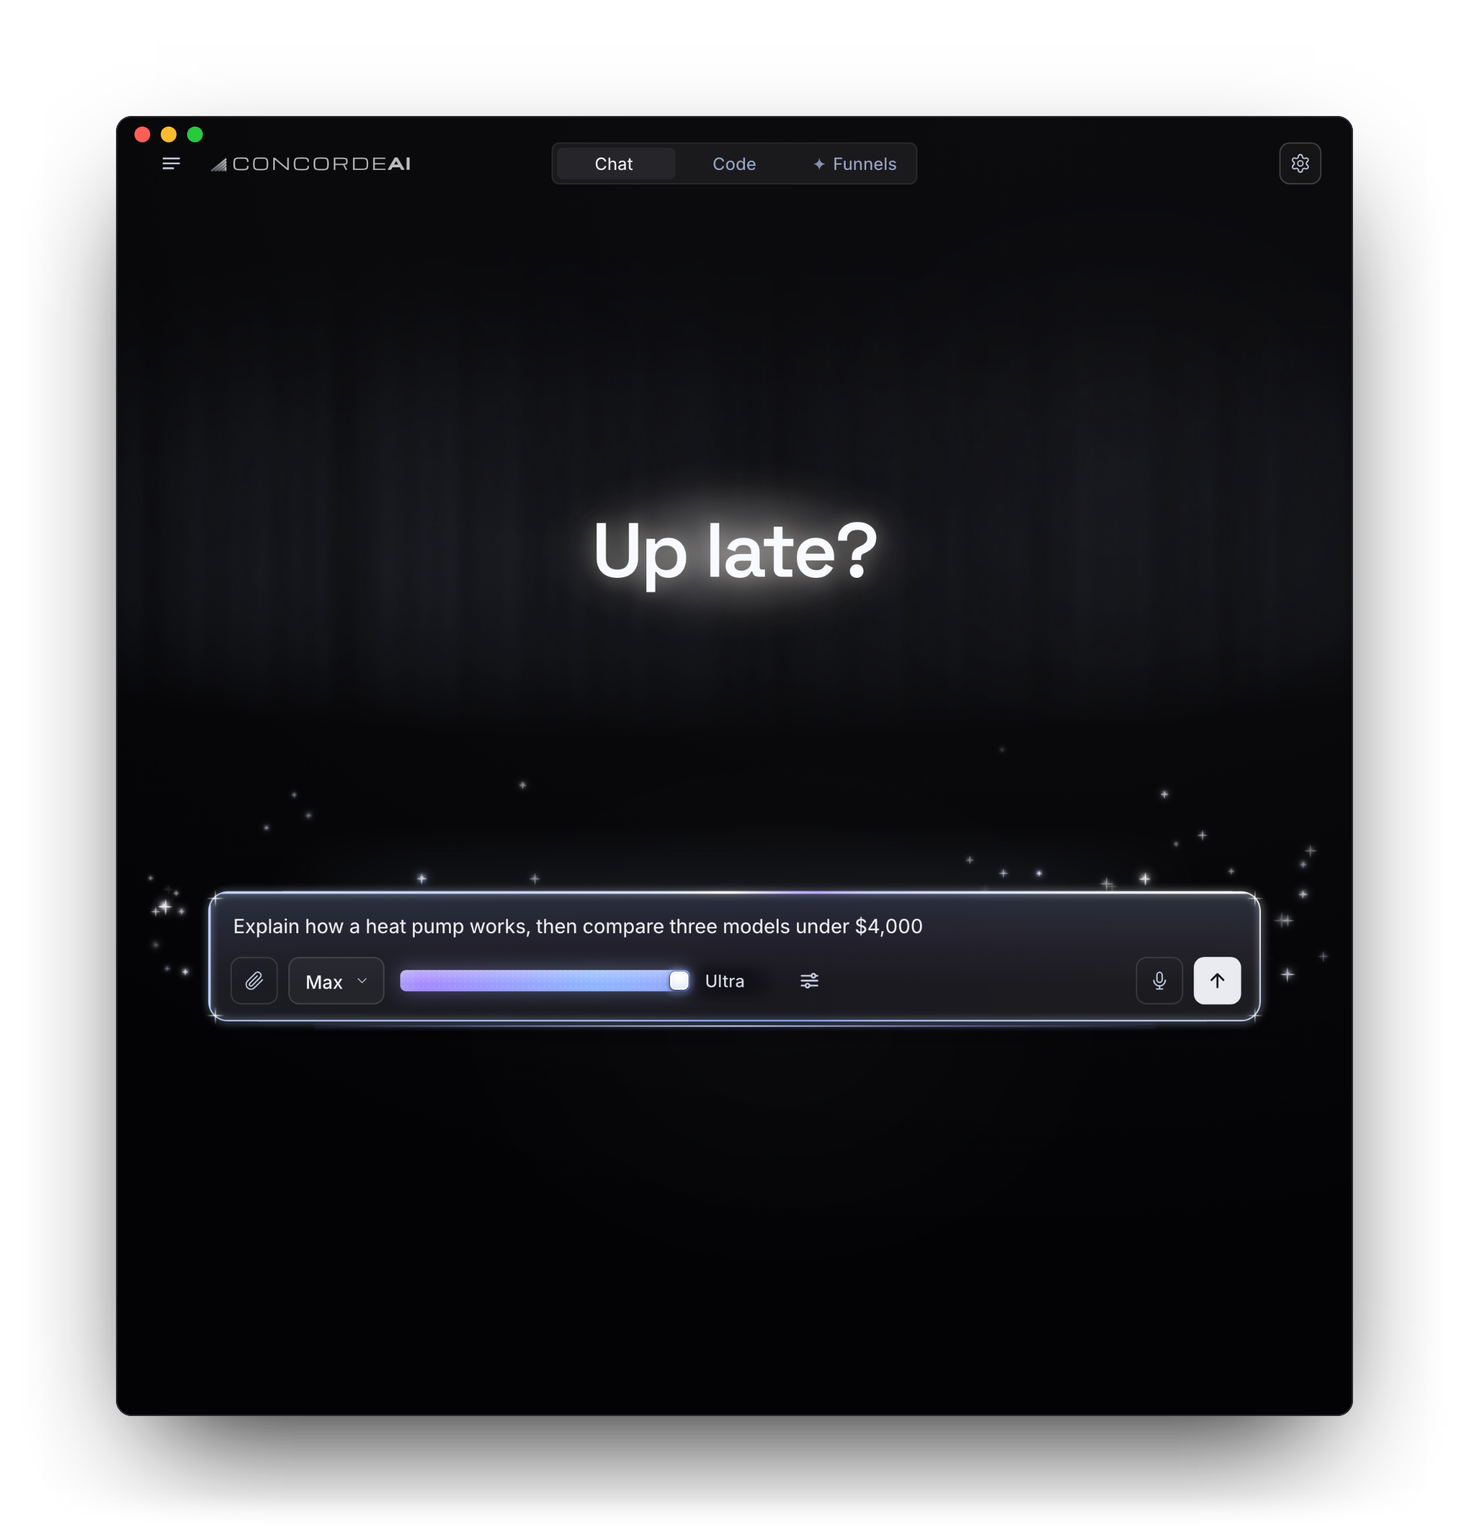 CONCORDEAI
Chat
Code
Funnels
Up late?
Explain how a heat pump works, then compare three models under $4,000
Max
Ultra